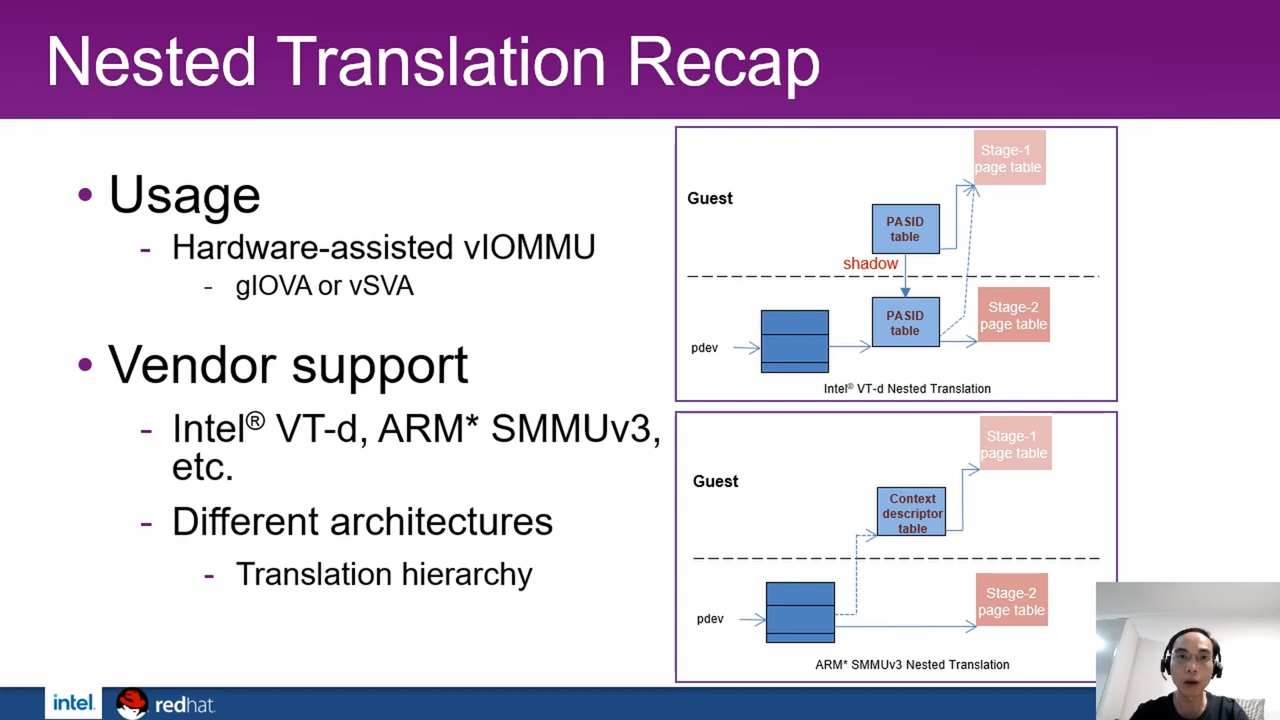 Nested Translation Recap
• Usage
- Hardware-assisted vIOMMU
- gIOVA or vSVA
• Vendor support
- Intel® VT-d, ARM* SMMUv3,
etc.
- Different architectures
- Translation hierarchy
Stage-1
page table
Guest
PASID
table
shadow
PASID
table
Stage-2
page table
pdev
Intel® VT-d Nested Translation
Stage-1
page table
Guest
Context
descriptor
table
Stage-2
page table
pdev
ARM* SMMUv3 Nested Translation
intel.
redhat.